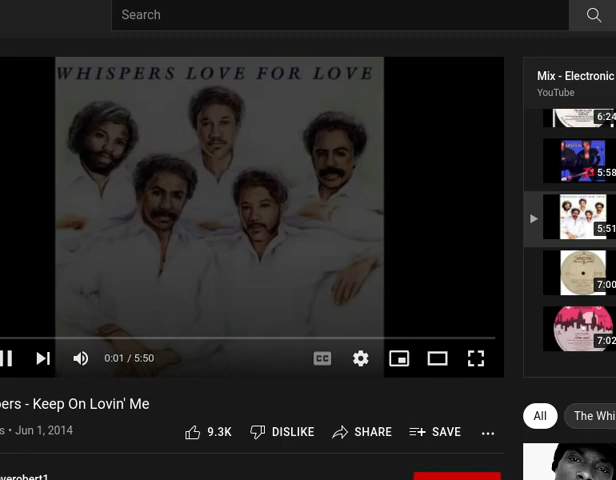 Search
WHISPERS LOVE FOR LOVE
Mix - Electronic
YouTube
6:24
5:58
5:51
7:00
7:02
0:01 / 5:50
CC
pers - Keep On Lovin' Me
s • Jun 1, 2014
9.3K
DISLIKE
SHARE
SAVE
All
The Whi
verobert1